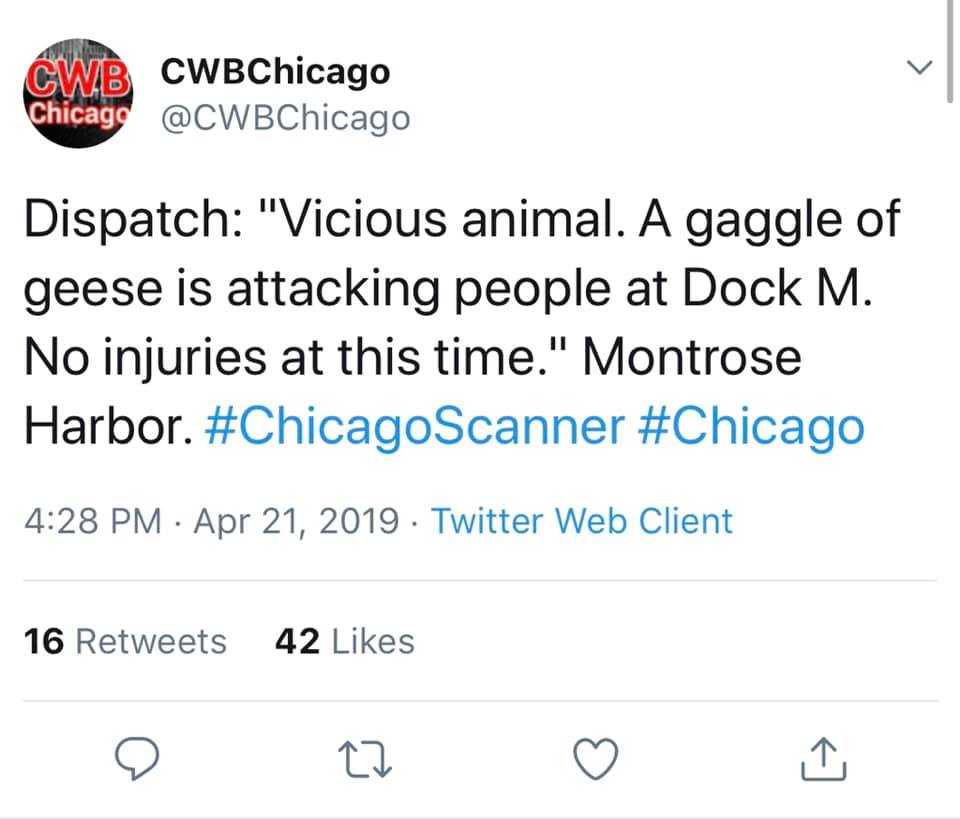 CWB
Chicago
CWBChicago
@CWBChicago
Dispatch: "Vicious animal. A gaggle of
geese is attacking people at Dock M.
No injuries at this time." Montrose
Harbor. #ChicagoScanner #Chicago
4:28 PM · Apr 21, 2019 · Twitter Web Client
16 Retweets 42 Likes